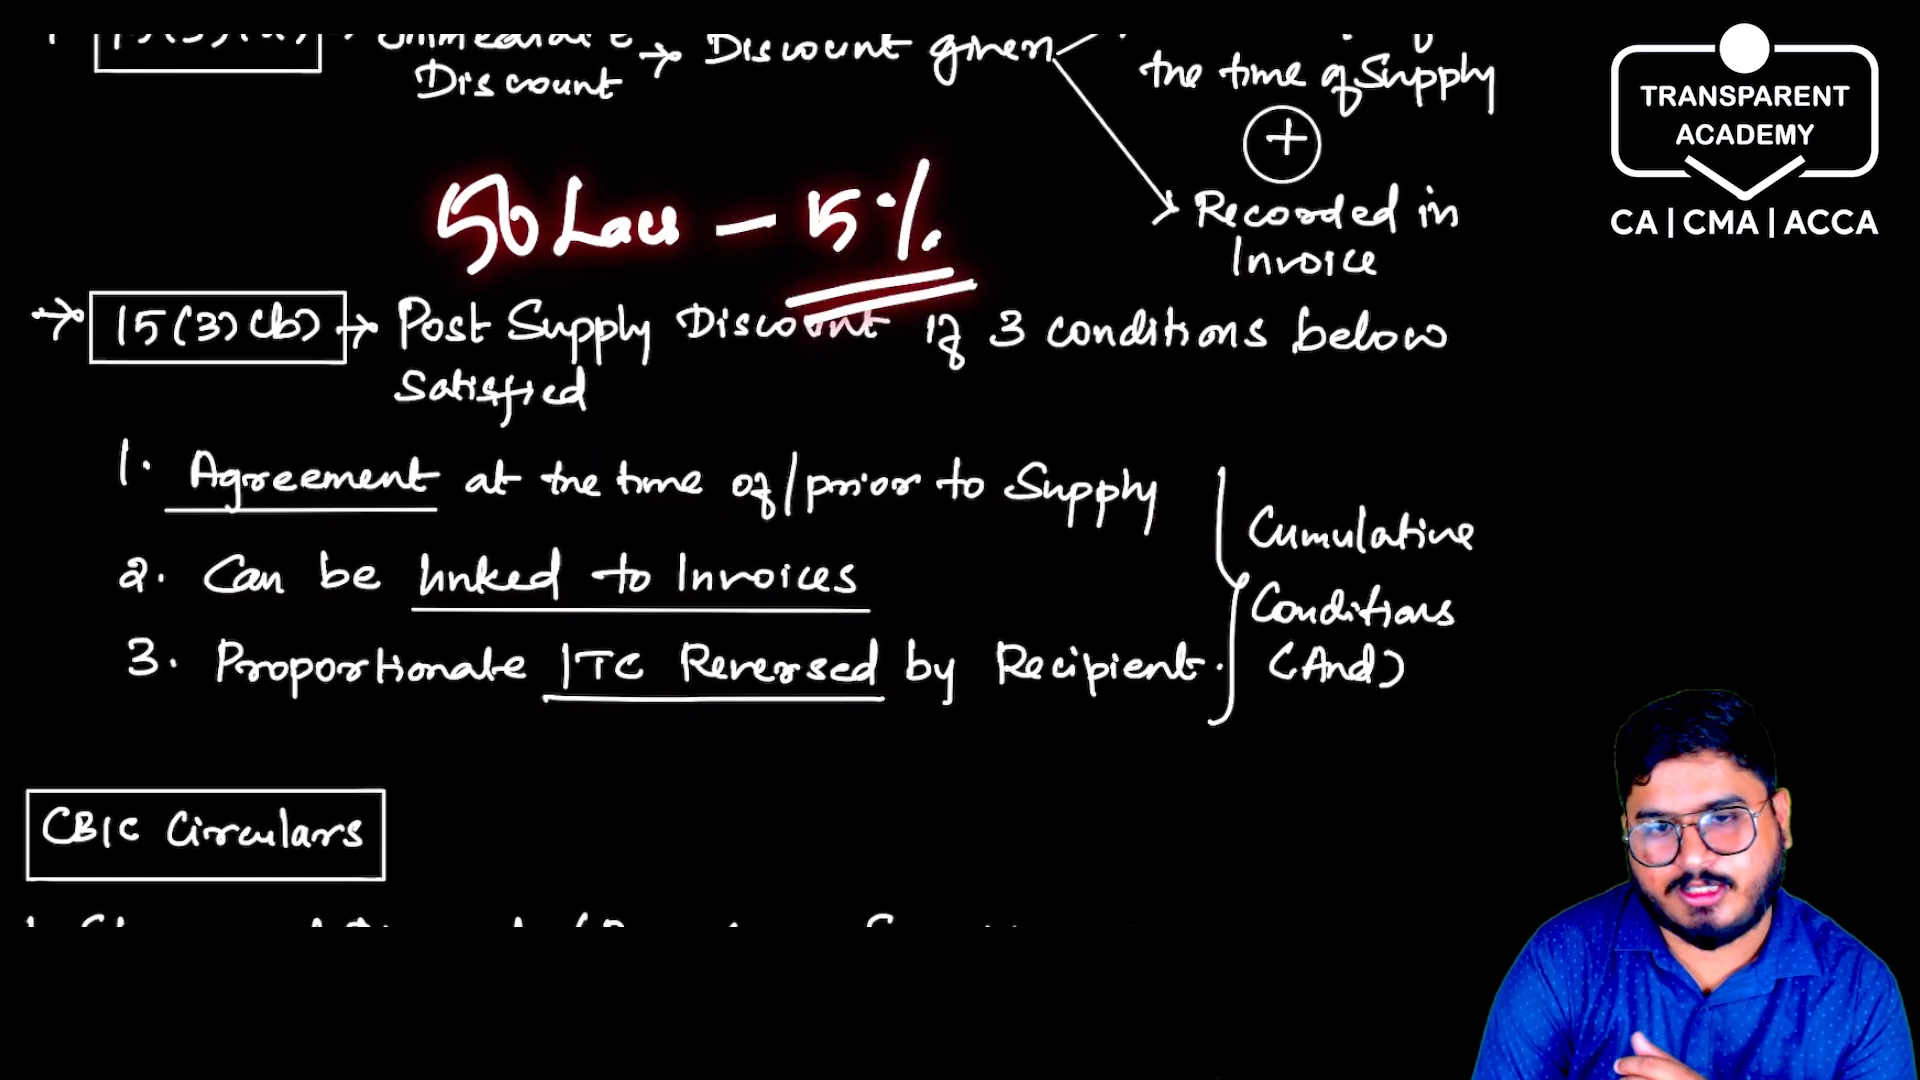 Discount given
Discount
the time of Supply
+
Recorded in
Invoice
50 Lacs - 15%
15(3)(b) Post Supply Discount if 3 conditions below
Satisfied
1. Agreement at the time of/prior to Supply
2. Can be linked to Invoices
3. Proportionate ITC Reversed by Recipient.
Cumulative
Conditions
(And)
CBIC Circulars
TRANSPARENT
ACADEMY
CA | CMA | ACCA